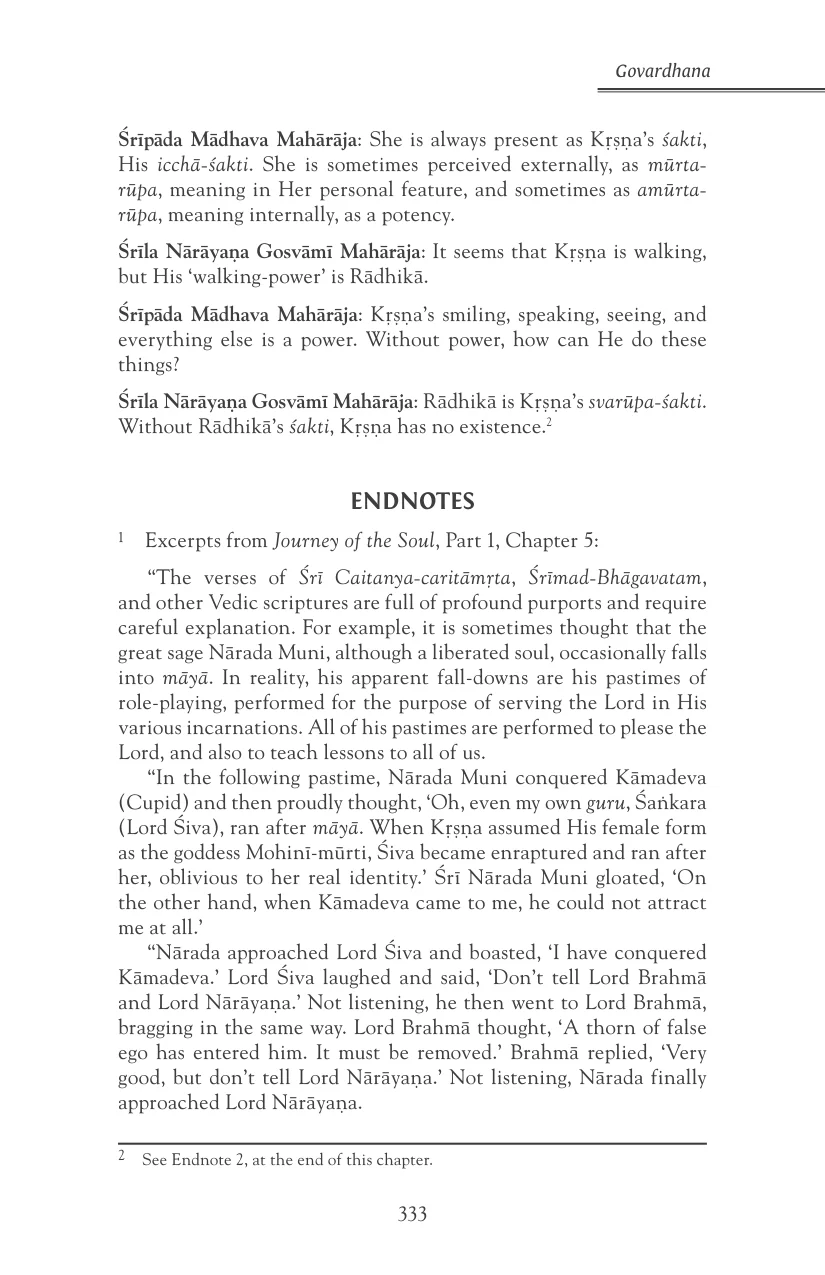 Govardhana
Śrīpāda Mādhava Mahārāja: She is always present as Kṛṣṇa’s śakti,
His icchā-śakti. She is sometimes perceived externally, as mūrta-
rūpa, meaning in Her personal feature, and sometimes as amūrta-
rūpa, meaning internally, as a potency.
Śrīla Nārāyaṇa Gosvāmī Mahārāja: It seems that Kṛṣṇa is walking,
but His ‘walking-power’ is Rādhikā.
Śrīpāda Mādhava Mahārāja: Kṛṣṇa’s smiling, speaking, seeing, and
everything else is a power. Without power, how can He do these
things?
Śrīla Nārāyaṇa Gosvāmī Mahārāja: Rādhikā is Kṛṣṇa’s svarūpa-śakti.
Without Rādhikā’s śakti, Kṛṣṇa has no existence.2
ENDNOTES
1 Excerpts from Journey of the Soul, Part 1, Chapter 5:
“The verses of Śrī Caitanya-caritāmṛta, Śrīmad-Bhāgavatam,
and other Vedic scriptures are full of profound purports and require
careful explanation. For example, it is sometimes thought that the
great sage Nārada Muni, although a liberated soul, occasionally falls
into māyā. In reality, his apparent fall-downs are his pastimes of
role-playing, performed for the purpose of serving the Lord in His
various incarnations. All of his pastimes are performed to please the
Lord, and also to teach lessons to all of us.
“In the following pastime, Nārada Muni conquered Kāmadeva
(Cupid) and then proudly thought, ‘Oh, even my own guru, Śaṅkara
(Lord Śiva), ran after māyā. When Kṛṣṇa assumed His female form
as the goddess Mohinī-mūrti, Śiva became enraptured and ran after
her, oblivious to her real identity.’ Śrī Nārada Muni gloated, ‘On
the other hand, when Kāmadeva came to me, he could not attract
me at all.’
“Nārada approached Lord Śiva and boasted, ‘I have conquered
Kāmadeva.’ Lord Śiva laughed and said, ‘Don’t tell Lord Brahmā
and Lord Nārāyaṇa.’ Not listening, he then went to Lord Brahmā,
bragging in the same way. Lord Brahmā thought, ‘A thorn of false
ego has entered him. It must be removed.’ Brahmā replied, ‘Very
good, but don’t tell Lord Nārāyaṇa.’ Not listening, Nārada finally
approached Lord Nārāyaṇa.
2 See Endnote 2, at the end of this chapter.
333